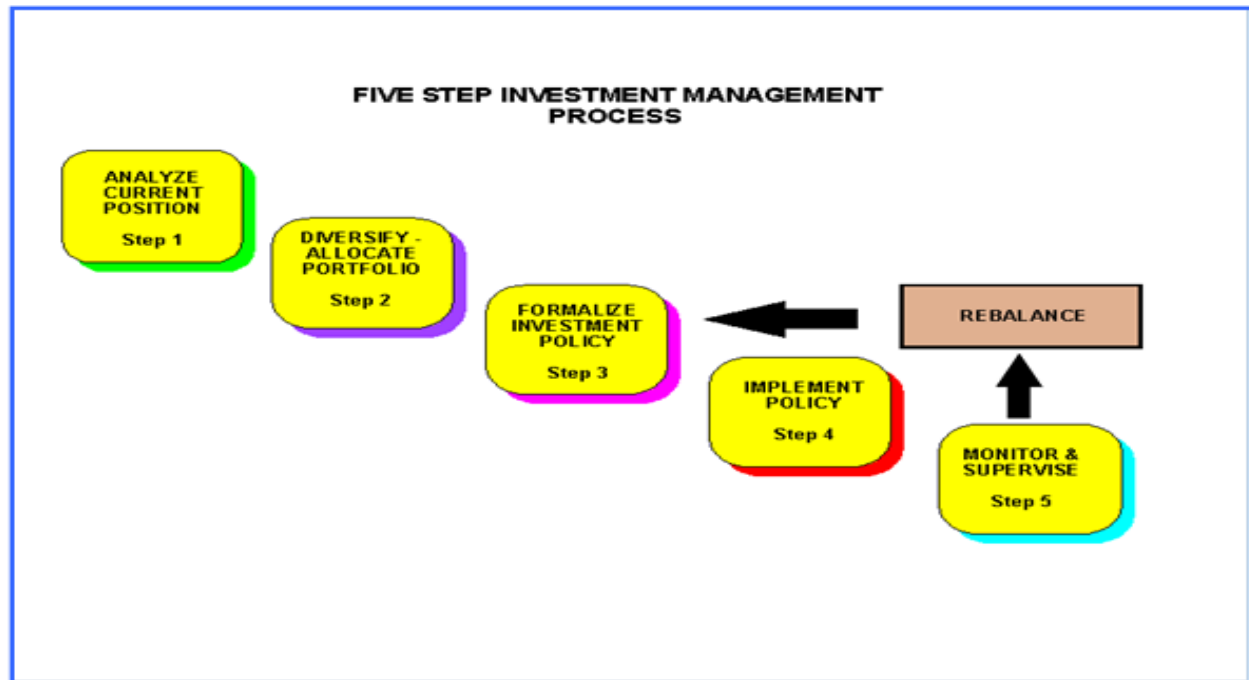 FIVE STEP INVESTMENT MANAGEMENT
PROCESS
ANALYZE
CURRENT
POSITION
Step 1
DIVERSIFY -
ALLOCATE
PORTFOLIO
Step 2
FORMALIZE
INVESTMENT
POLICY
Step 3
IMPLEMENT
POLICY
Step 4
MONITOR &
SUPERVISE
Step 5
REBALANCE